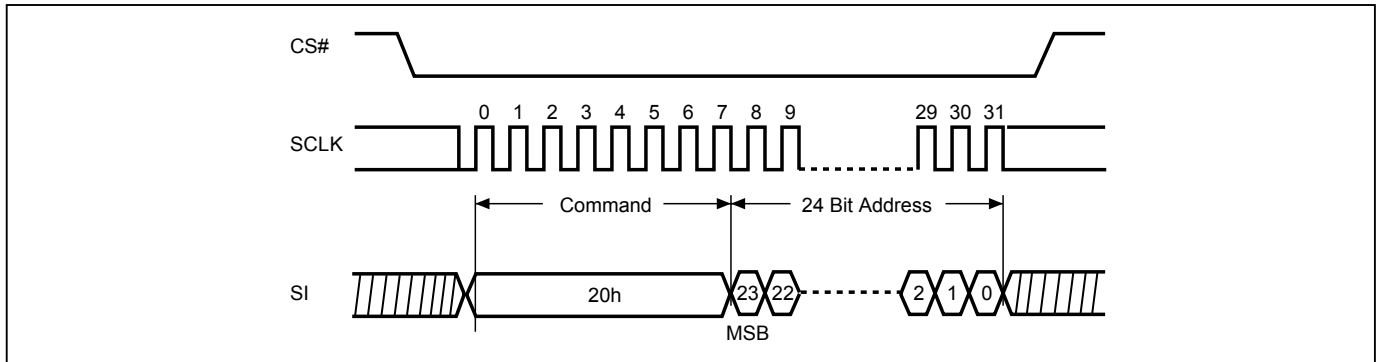 CS#
0 1 2 3 4 5 6 7 8 9 29 30 31
SCLK
Command 24 Bit Address
SI 20h 23 22 2 1 0
MSB